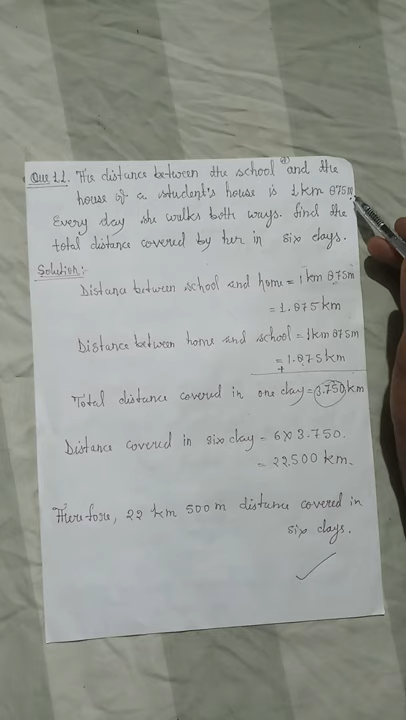 Que 11. The distance between the school and the
house of a student's house is 1km 875m
Every day she walks both ways. find the
total distance covered by her in six days.
Solution:-
Distance between school and home = 1 km 875m
= 1.875 km
Distance between home and school = 1km 875m
= 1.875 km
+
Total distance covered in one day = 3.750 km
Distance covered in six day = 6 x 3.750.
= 22.500 km.
Therefore, 22 km 500 m distance covered in
six days.